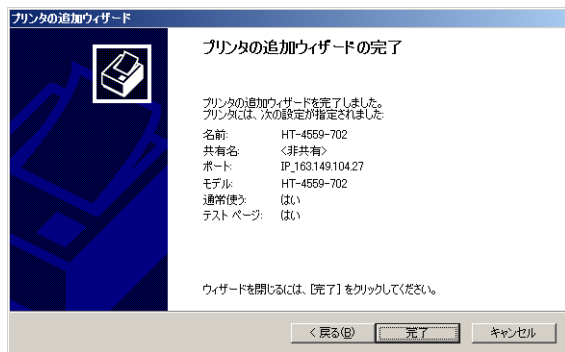 プリンタの追加ウィザード
プリンタの追加ウィザードの完了
プリンタの追加ウィザードを完了しました。
プリンタには、次の設定が指定されました:
名前: HT-4559-702
共有名: <非共有>
ポート: IP_163.149.104.27
モデル: HT-4559-702
通常使う: はい
テスト ページ: はい
ウィザードを閉じるには、[完了] をクリックしてください。
< 戻る(B) 完了 キャンセル